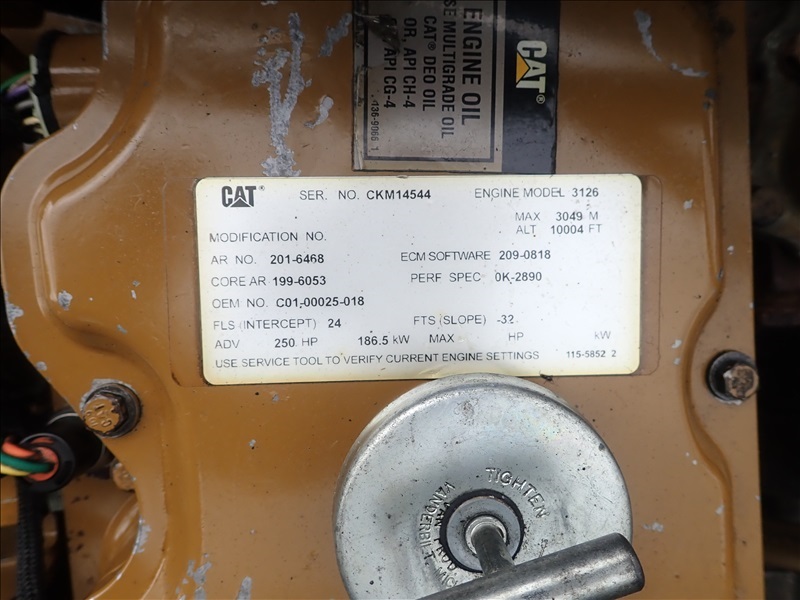 ENGINE OIL
SE MULTIGRADE OIL
CAT® DEO OIL
OR, API CH-4
API CG-4
CAT®
CAT® SER. NO. CKM14544 ENGINE MODEL 3126
MAX 3049 M
MODIFICATION NO. ALT 10004 FT
AR NO. 201-6468 ECM SOFTWARE 209-0818
CORE AR 199-6053 PERF SPEC 0K-2890
OEM NO. C01-00025-018
FLS (INTERCEPT) 24 FTS (SLOPE) -32
ADV 250 HP 186.5 kW MAX HP kW
USE SERVICE TOOL TO VERIFY CURRENT ENGINE SETTINGS 115-5852 2
TIGHTEN